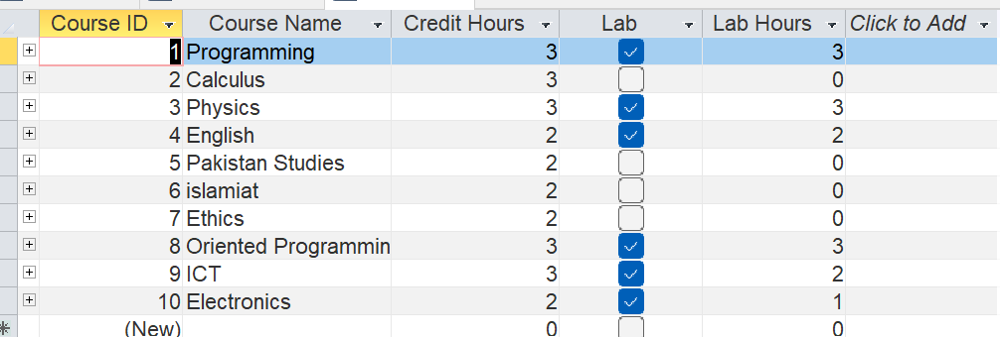 Course ID Course Name Credit Hours Lab Lab Hours Click to Add
1 Programming 3 3
2 Calculus 3 0
3 Physics 3 3
4 English 2 2
5 Pakistan Studies 2 0
6 islamiat 2 0
7 Ethics 2 0
8 Oriented Programmin 3 3
9 ICT 3 2
10 Electronics 2 1
(New) 0 0